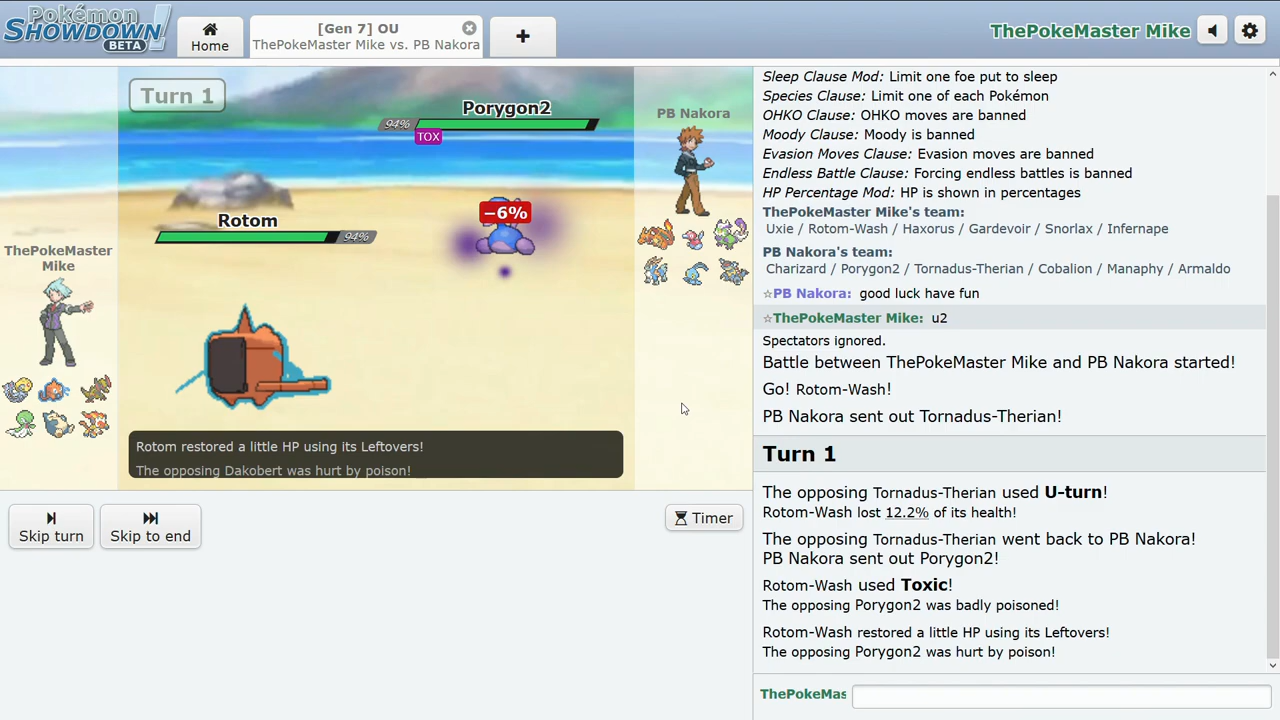 Pokémon
SHOWDOWN!
BETA
Home
[Gen 7] OU
ThePokeMaster Mike vs. PB Nakora
ThePokeMaster Mike
Turn 1
Porygon2
94%
TOX
-6%
Rotom
94%
ThePokeMaster
Mike
PB Nakora
Rotom restored a little HP using its Leftovers!
The opposing Dakobert was hurt by poison!
Skip turn
Skip to end
Timer
Sleep Clause Mod: Limit one foe put to sleep
Species Clause: Limit one of each Pokémon
OHKO Clause: OHKO moves are banned
Moody Clause: Moody is banned
Evasion Moves Clause: Evasion moves are banned
Endless Battle Clause: Forcing endless battles is banned
HP Percentage Mod: HP is shown in percentages
ThePokeMaster Mike's team:
Uxie / Rotom-Wash / Haxorus / Gardevoir / Snorlax / Infernape
PB Nakora's team:
Charizard / Porygon2 / Tornadus-Therian / Cobalion / Manaphy / Armaldo
☆PB Nakora: good luck have fun
☆ThePokeMaster Mike: u2
Spectators ignored.
Battle between ThePokeMaster Mike and PB Nakora started!
Go! Rotom-Wash!
PB Nakora sent out Tornadus-Therian!
Turn 1
The opposing Tornadus-Therian used U-turn!
Rotom-Wash lost 12.2% of its health!
The opposing Tornadus-Therian went back to PB Nakora!
PB Nakora sent out Porygon2!
Rotom-Wash used Toxic!
The opposing Porygon2 was badly poisoned!
Rotom-Wash restored a little HP using its Leftovers!
The opposing Porygon2 was hurt by poison!
ThePokeMas